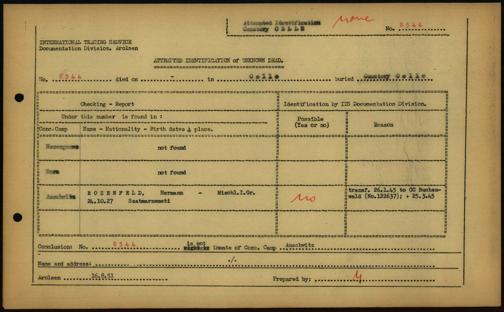 Attempted Identification none
Cemetery CELLE No. 8544
INTERNATIONAL TRACING SERVICE
Documentation Division, Arolsen
ATTEMPTED IDENTIFICATION of UNKNOWN DEAD.
No. 8544 died on - in Celle buried Cemetery Celle
Checking - Report Identification by ITS Documentation Division.
Under this number is found in: Possible (Yes or no) Reason
Conc.Camp Name - Nationality - Birth dates & place.
not found
not found
Auschwitz ROZENFELD, Hermann - Mischl.I.Gr. no transf. 26.1.45 to CC Buchen-
24.10.27 Szatmarnemeti wald (No.122637); + 25.3.45
Conclusion: No. 8544 is not inmate of Conc. Camp Auschwitz
Name and address: ./.
Arolsen 16.8.51 Prepared by: